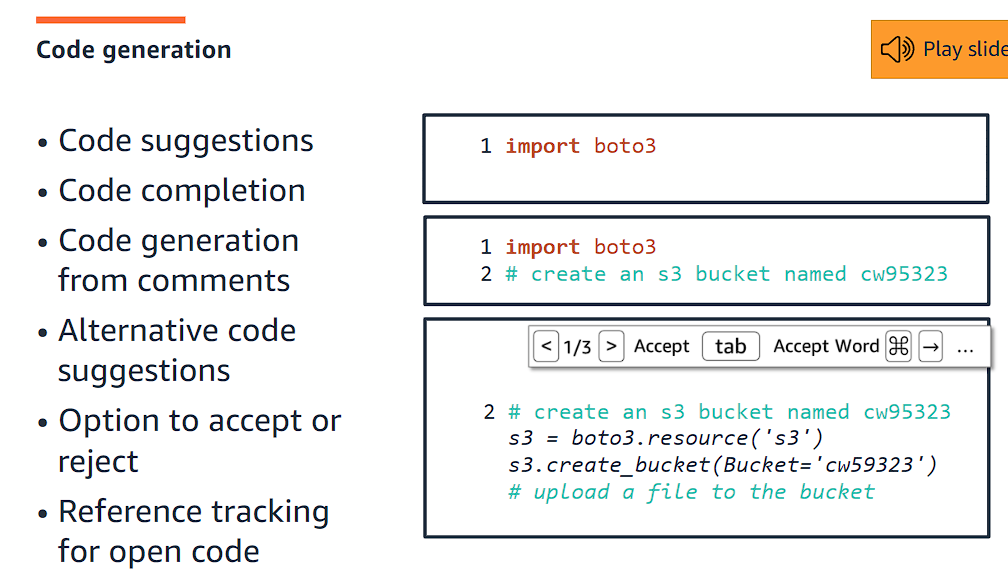 Code generation
Play slide
• Code suggestions
• Code completion
• Code generation
from comments
• Alternative code
suggestions
• Option to accept or
reject
• Reference tracking
for open code
1 import boto3
1 import boto3
2 # create an s3 bucket named cw95323
< 1/3 > Accept tab Accept Word ⌘ → ...
2 # create an s3 bucket named cw95323
s3 = boto3.resource('s3')
s3.create_bucket(Bucket='cw59323')
# upload a file to the bucket